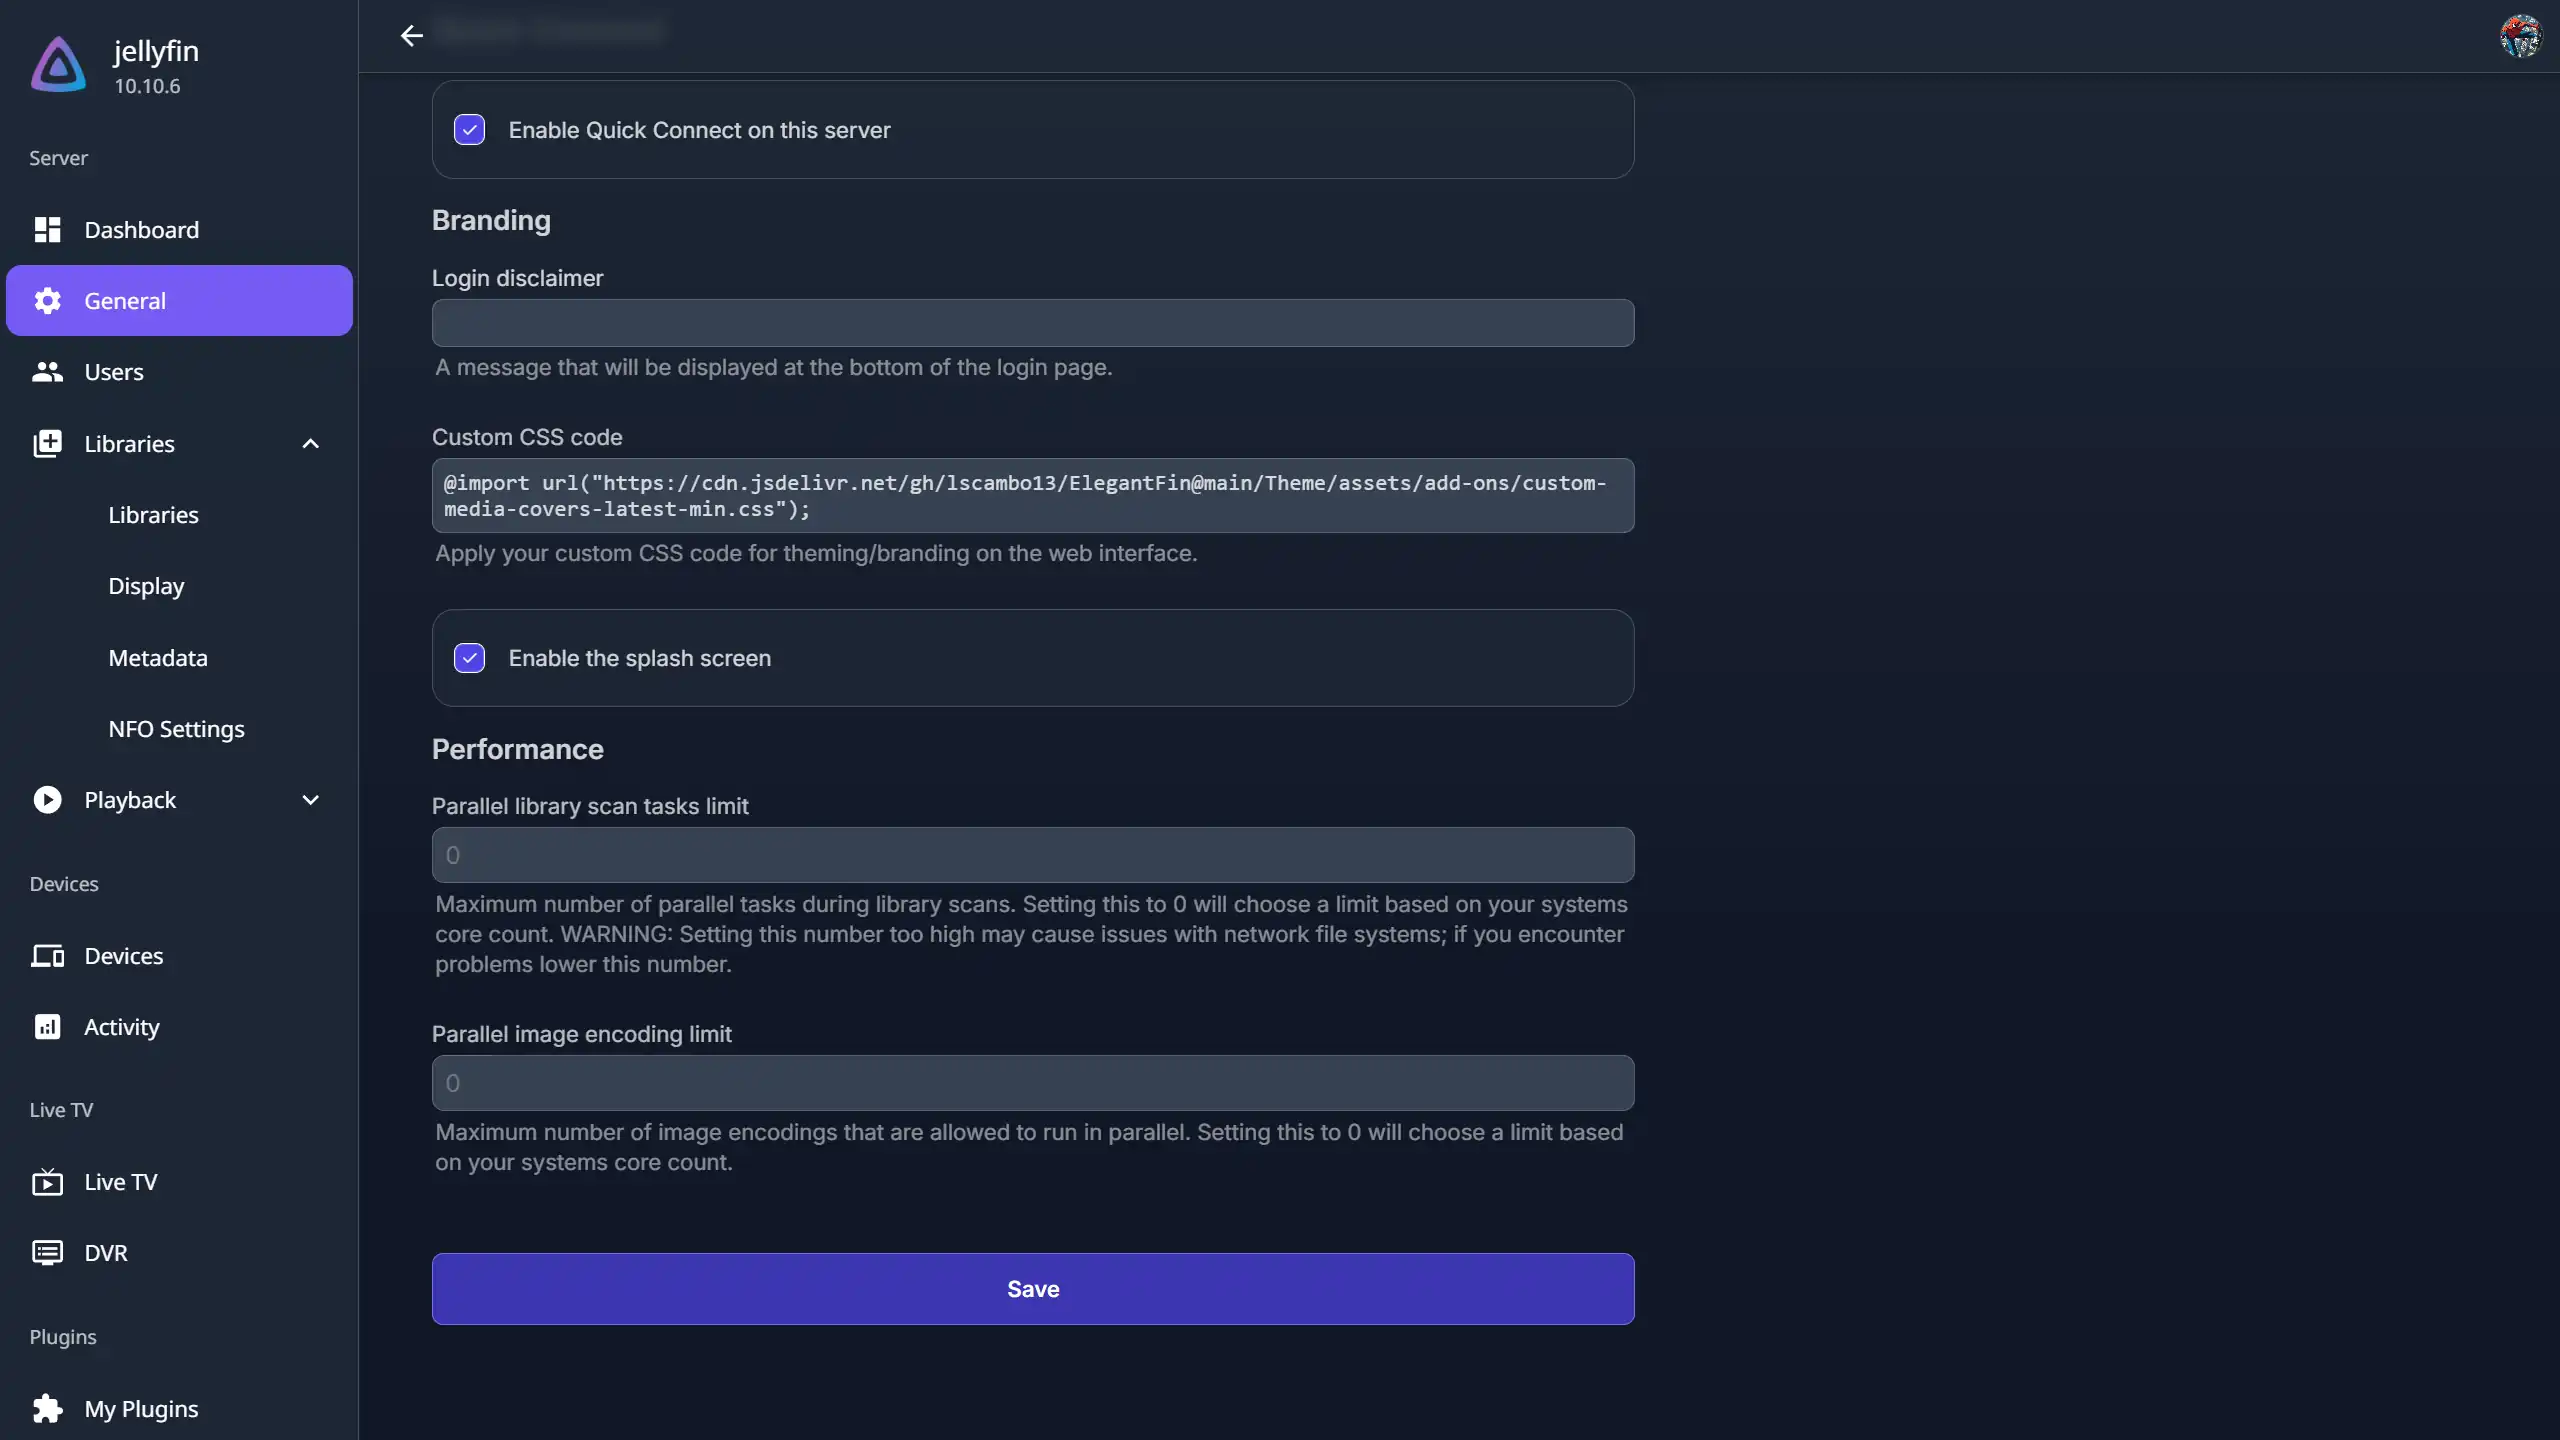 jellyfin
10.10.6
Server
Dashboard
General
Users
Libraries
Libraries
Display
Metadata
NFO Settings
Playback
Devices
Devices
Activity
Live TV
Live TV
DVR
Plugins
My Plugins
Enable Quick Connect on this server
Branding
Login disclaimer
A message that will be displayed at the bottom of the login page.
Custom CSS code
@import url("https://cdn.jsdelivr.net/gh/lscambo13/ElegantFin@main/Theme/assets/add-ons/custom-
media-covers-latest-min.css");
Apply your custom CSS code for theming/branding on the web interface.
Enable the splash screen
Performance
Parallel library scan tasks limit
0
Maximum number of parallel tasks during library scans. Setting this to 0 will choose a limit based on your systems
core count. WARNING: Setting this number too high may cause issues with network file systems; if you encounter
problems lower this number.
Parallel image encoding limit
0
Maximum number of image encodings that are allowed to run in parallel. Setting this to 0 will choose a limit based
on your systems core count.
Save